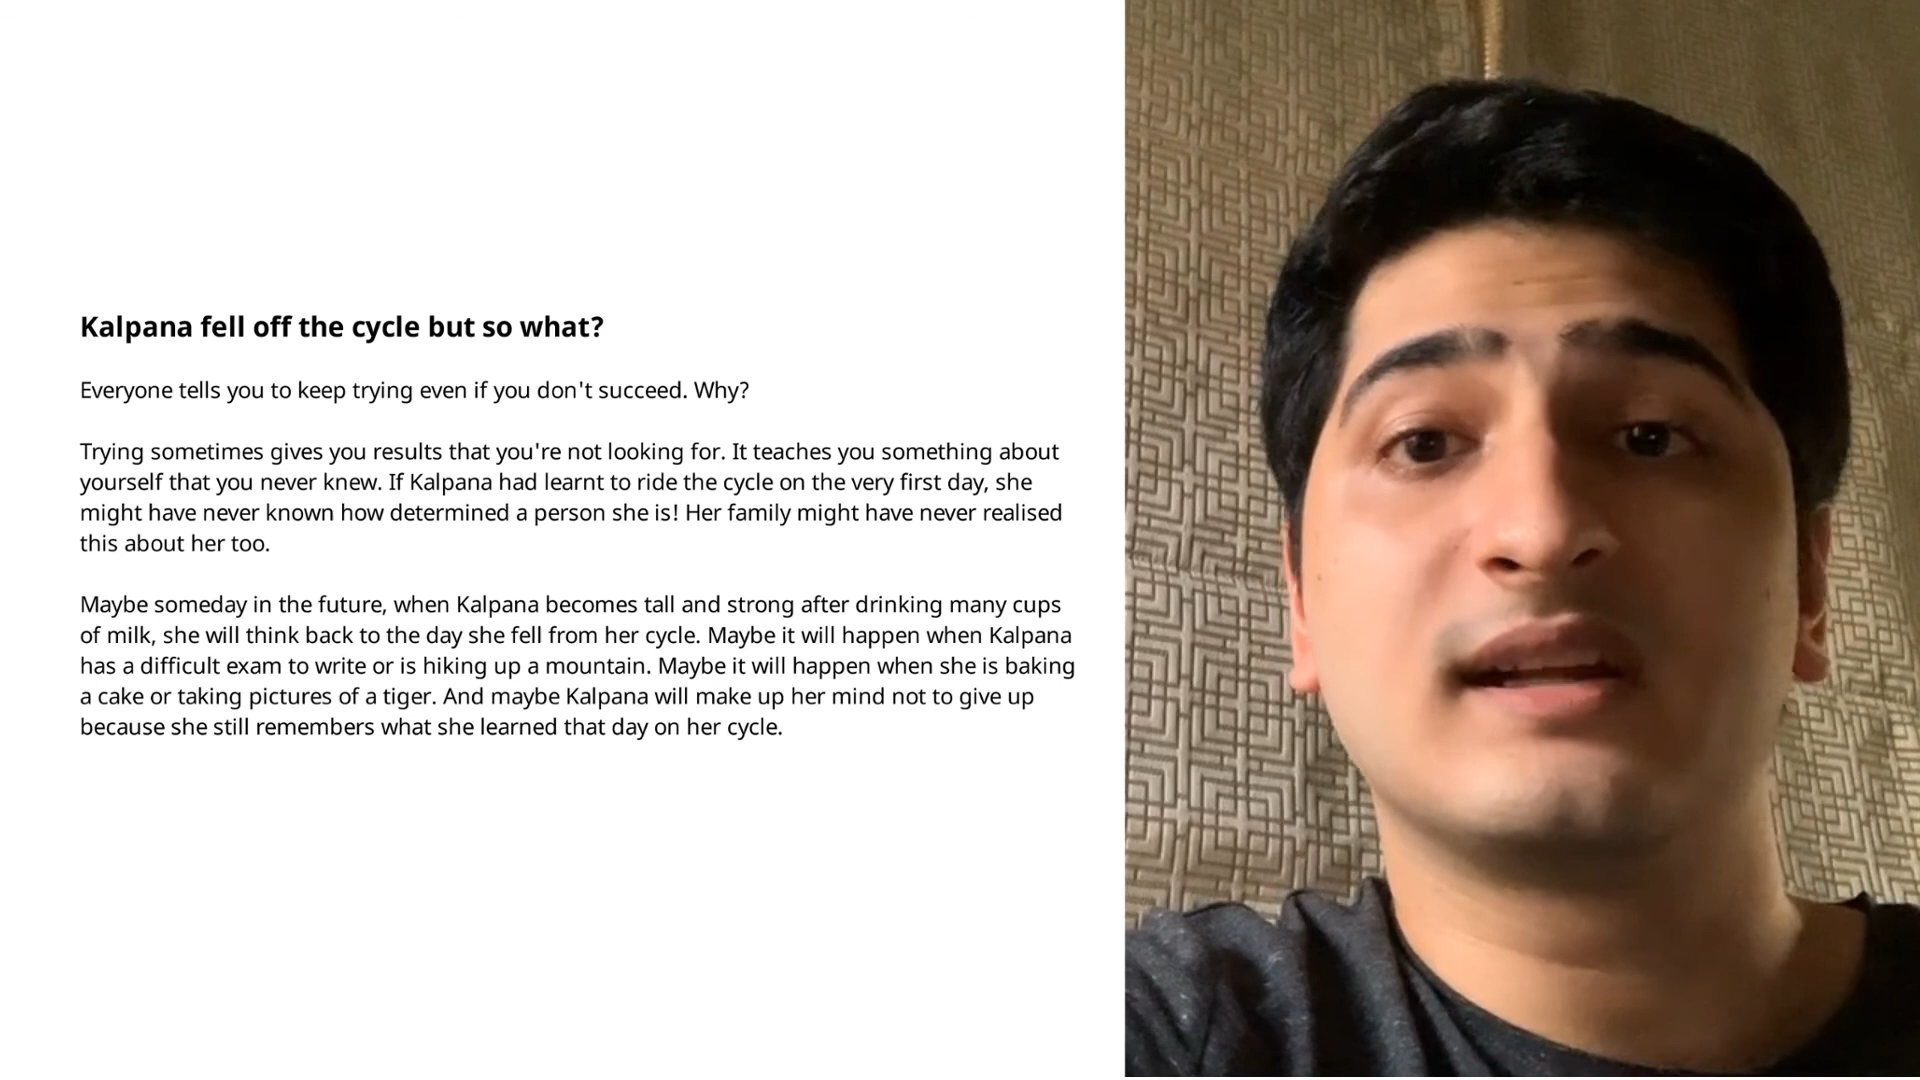 Kalpana fell off the cycle but so what?
Everyone tells you to keep trying even if you don't succeed. Why?
Trying sometimes gives you results that you're not looking for. It teaches you something about
yourself that you never knew. If Kalpana had learnt to ride the cycle on the very first day, she
might have never known how determined a person she is! Her family might have never realised
this about her too.
Maybe someday in the future, when Kalpana becomes tall and strong after drinking many cups
of milk, she will think back to the day she fell from her cycle. Maybe it will happen when Kalpana
has a difficult exam to write or is hiking up a mountain. Maybe it will happen when she is baking
a cake or taking pictures of a tiger. And maybe Kalpana will make up her mind not to give up
because she still remembers what she learned that day on her cycle.